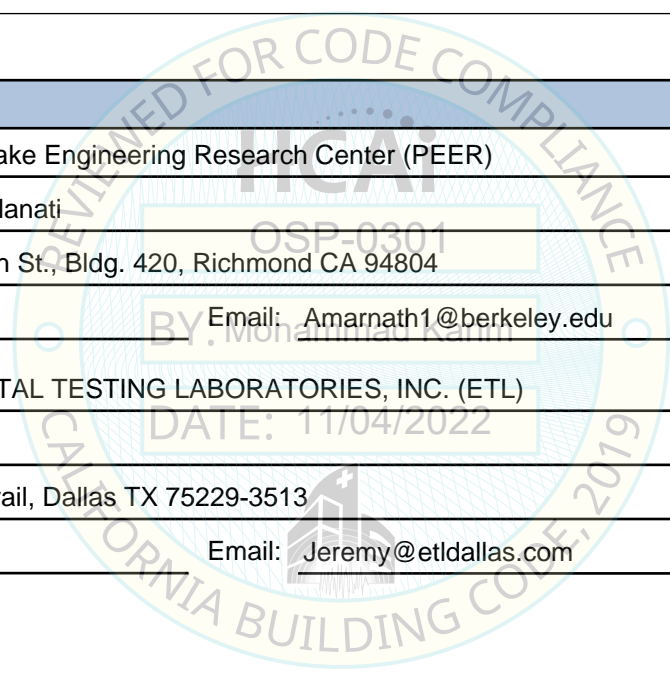 REVIEWED FOR CODE COMPLIANCE
HCAi
ake Engineering Research Center (PEER)
lanati
OSP-0301
n St., Bldg. 420, Richmond CA 94804
Email: Amarnath1@berkeley.edu
BY: Mohammad Karim
TAL TESTING LABORATORIES, INC. (ETL)
DATE: 11/04/2022
rail, Dallas TX 75229-3513
Email: Jeremy@etldallas.com
CALIFORNIA BUILDING CODE, 2019